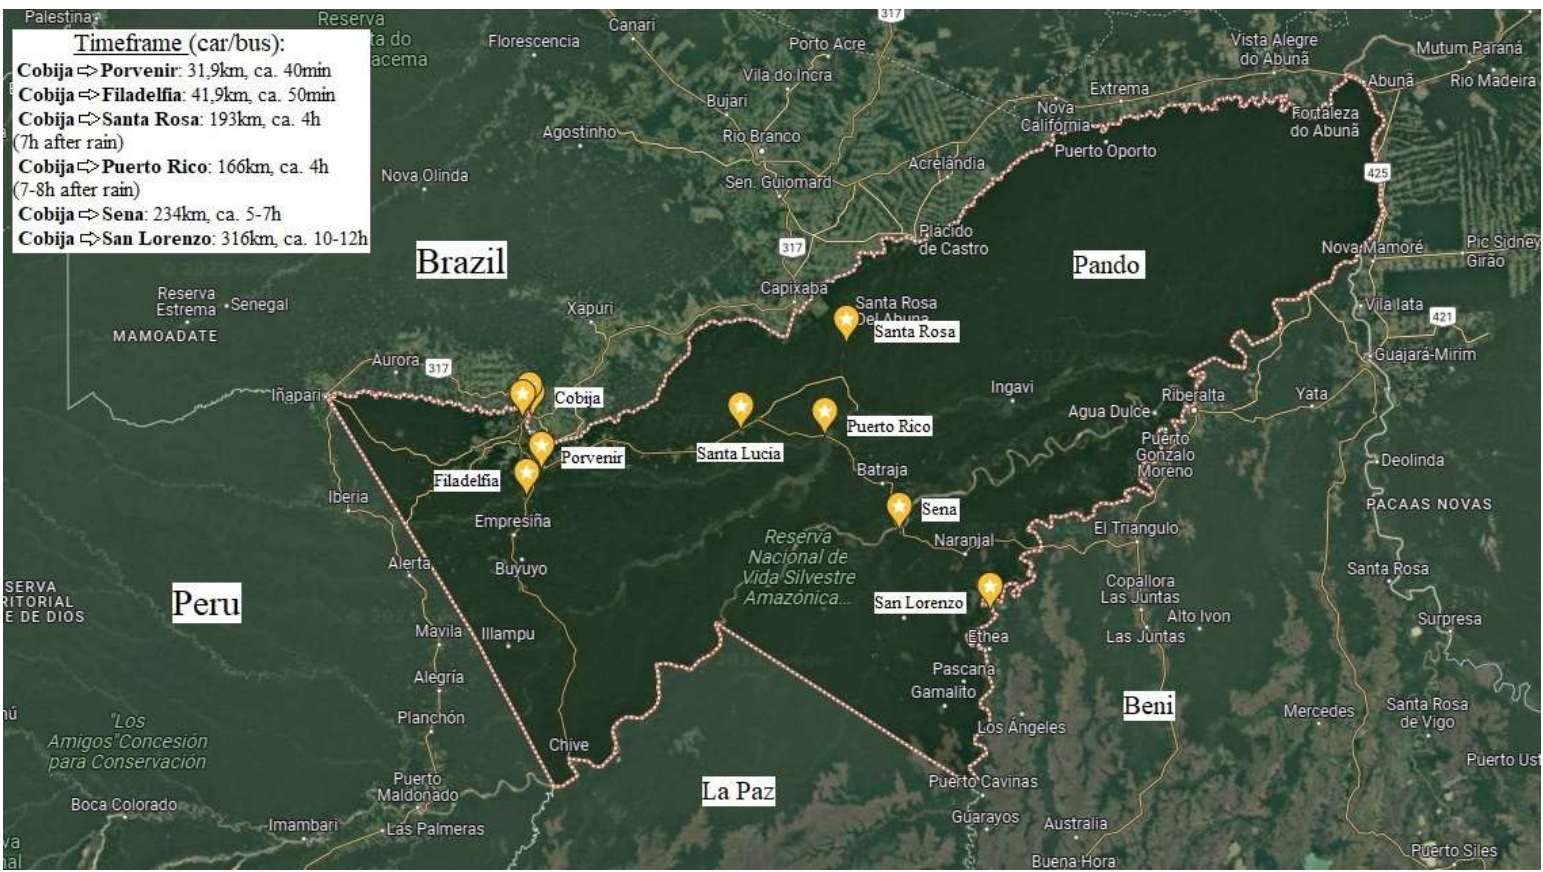 Palestina
Reserva
Canari
317
Timeframe (car/bus):
ta do
acema
Florescencia
Porto Acre
Vista Alegre
do Abunã
Mutum Paraná
Cobija ⇨ Porvenir: 31,9km, ca. 40min
Vila do Incra
Abunã
Rio Madeira
Cobija ⇨ Filadelfia: 41,9km, ca. 50min
Bujari
Extrema
Cobija ⇨ Santa Rosa: 193km, ca. 4h
(7h after rain)
Agostinho
Rio Branco
Nova
Califórnia
Fortaleza
do Abunã
Cobija ⇨ Puerto Rico: 166km, ca. 4h
(7-8h after rain)
Nova Olinda
Sen. Guiomard
Acrelândia
Puerto Oporto
425
Cobija ⇨ Sena: 234km, ca. 5-7h
Cobija ⇨ San Lorenzo: 316km, ca. 10-12h
Brazil
317
Plácido
de Castro
Pando
Nova Mamoré
Pic Sidney
Girão
Reserva
Estrema
Senegal
Xapuri
Capixaba
Santa Rosa
Del Abuna
Santa Rosa
Vila Iata
421
MAMOADATE
Aurora
317
Guajará-Mirim
Iñapari
Cobija
Ingavi
Riberalta
Yata
Agua Dulce
Puerto Rico
Santa Lucia
Porvenir
Filadelfia
Batraja
Puerto
Gonzalo
Moreno
Deolinda
Iberia
Empresiña
Sena
PACAAS NOVAS
Naranjal
El Triangulo
Reserva
Nacional de
Vida Silvestre
Amazónica...
Alerta
Buyuyo
Santa Rosa
SERVA
RITORIAL
E DE DIOS
Peru
San Lorenzo
Copallora
Las Juntas
Alto Ivon
Surpresa
Mavila
Illampu
Ethea
Las Juntas
Alegría
Pascana
Gamalito
Beni
Santa Rosa
de Vigo
"Los
Amigos"Concesión
para Conservación
Planchón
Los Ángeles
Mercedes
Chive
Puerto Ust
Puerto
Maldonado
La Paz
Puerto Cavinas
Boca Colorado
Guarayos
Imambari
Las Palmeras
Australia
Buena Hora
Puerto Siles